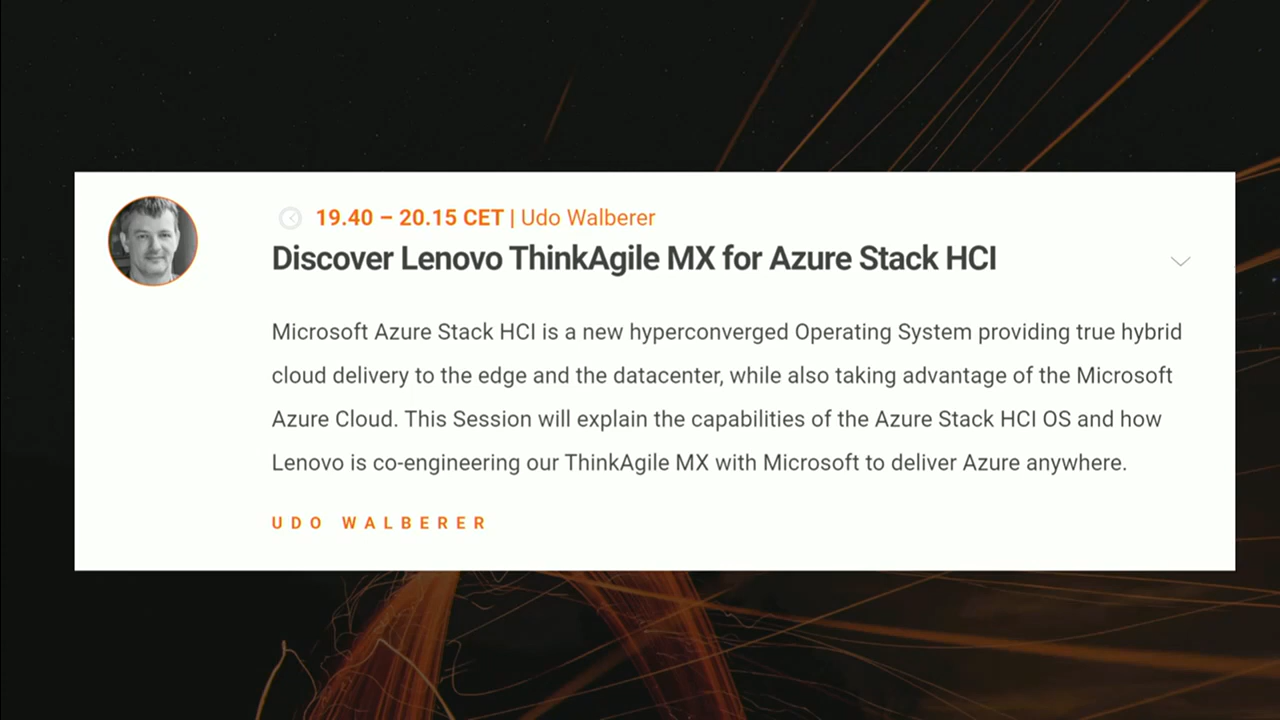 19.40 – 20.15 CET | Udo Walberer
Discover Lenovo ThinkAgile MX for Azure Stack HCI
Microsoft Azure Stack HCI is a new hyperconverged Operating System providing true hybrid
cloud delivery to the edge and the datacenter, while also taking advantage of the Microsoft
Azure Cloud. This Session will explain the capabilities of the Azure Stack HCI OS and how
Lenovo is co-engineering our ThinkAgile MX with Microsoft to deliver Azure anywhere.
UDO WALBERER